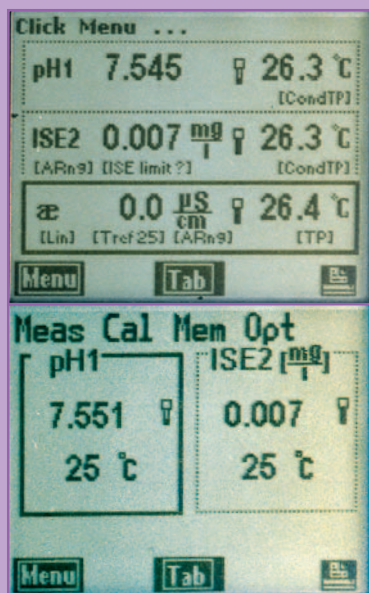 Click Menu ...
pH1 7.545 26.3 °C
[CondTP]
ISE2 0.007 mg/l 26.3 °C
[ARn9] [ISE limit?] [CondTP]
æ 0.0 µS/cm 26.4 °C
[Lin] [Tref25] [ARn9] [TP]
Menu Tab
Meas Cal Mem Opt
pH1 ISE2 [mg/l]
7.551 0.007
25 °C 25 °C
Menu Tab